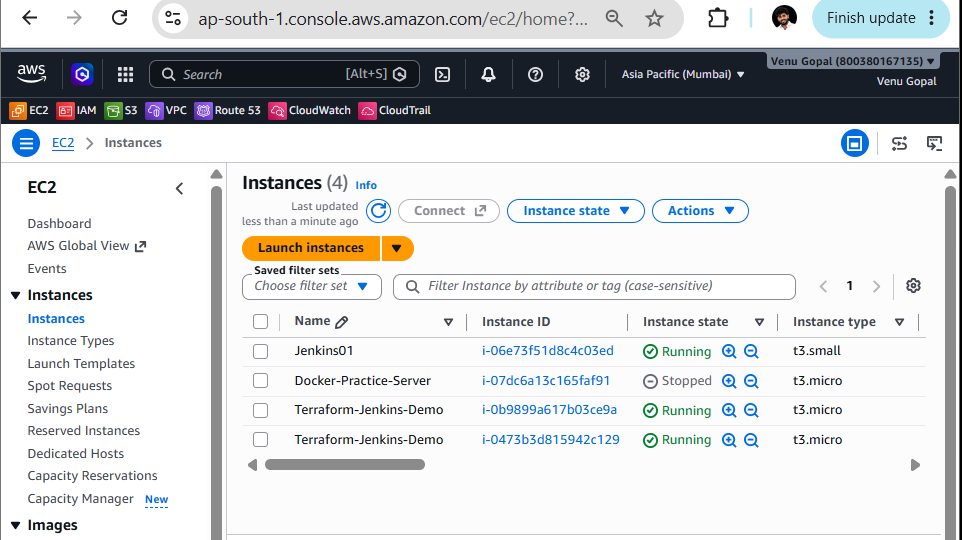 ap-south-1.console.aws.amazon.com/ec2/home?...
Finish update
aws
Search
[Alt+S]
Asia Pacific (Mumbai)
Venu Gopal (800380167135)
Venu Gopal
EC2
IAM
S3
VPC
Route 53
CloudWatch
CloudTrail
EC2
Instances
EC2
Dashboard
AWS Global View
Events
Instances
Instances
Instance Types
Launch Templates
Spot Requests
Savings Plans
Reserved Instances
Dedicated Hosts
Capacity Reservations
Capacity Manager New
Images
Instances (4) Info
Last updated
less than a minute ago
Connect
Instance state
Actions
Launch instances
Saved filter sets
Choose filter set
Filter Instance by attribute or tag (case-sensitive)
1
Name Instance ID Instance state Instance type
Jenkins01 i-06e73f51d8c4c03ed Running t3.small
Docker-Practice-Server i-07dc6a13c165faf91 Stopped t3.micro
Terraform-Jenkins-Demo i-0b9899a617b03ce9a Running t3.micro
Terraform-Jenkins-Demo i-0473b3d815942c129 Running t3.micro